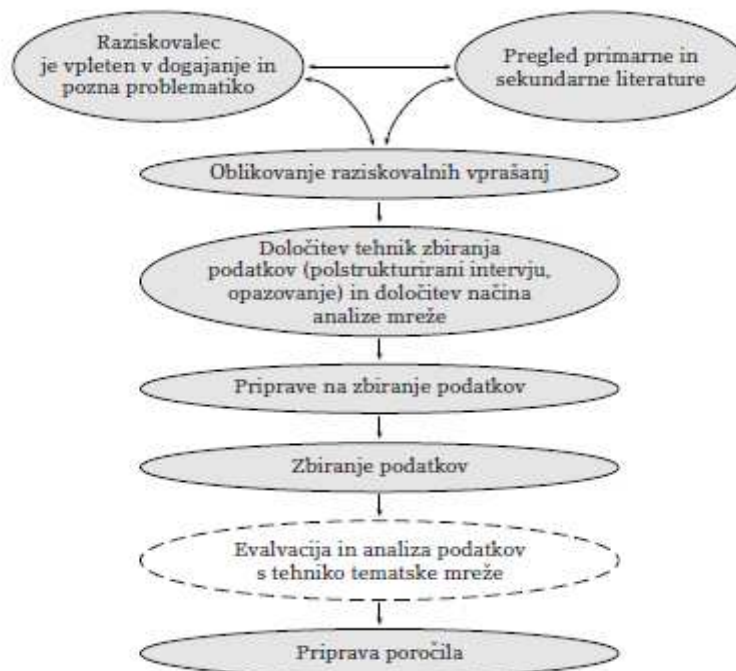 Raziskovalec
je vpleten v dogajanje in
pozna problematiko
Pregled primarne in
sekundarne literature
Oblikovanje raziskovalnih vprašanj
Določitev tehnik zbiranja
podatkov (polstrukturirani intervju,
opazovanje) in določitev načina
analize mreže
Priprave na zbiranje podatkov
Zbiranje podatkov
Evalvacija in analiza podatkov
s tehniko tematske mreže
Priprava poročila